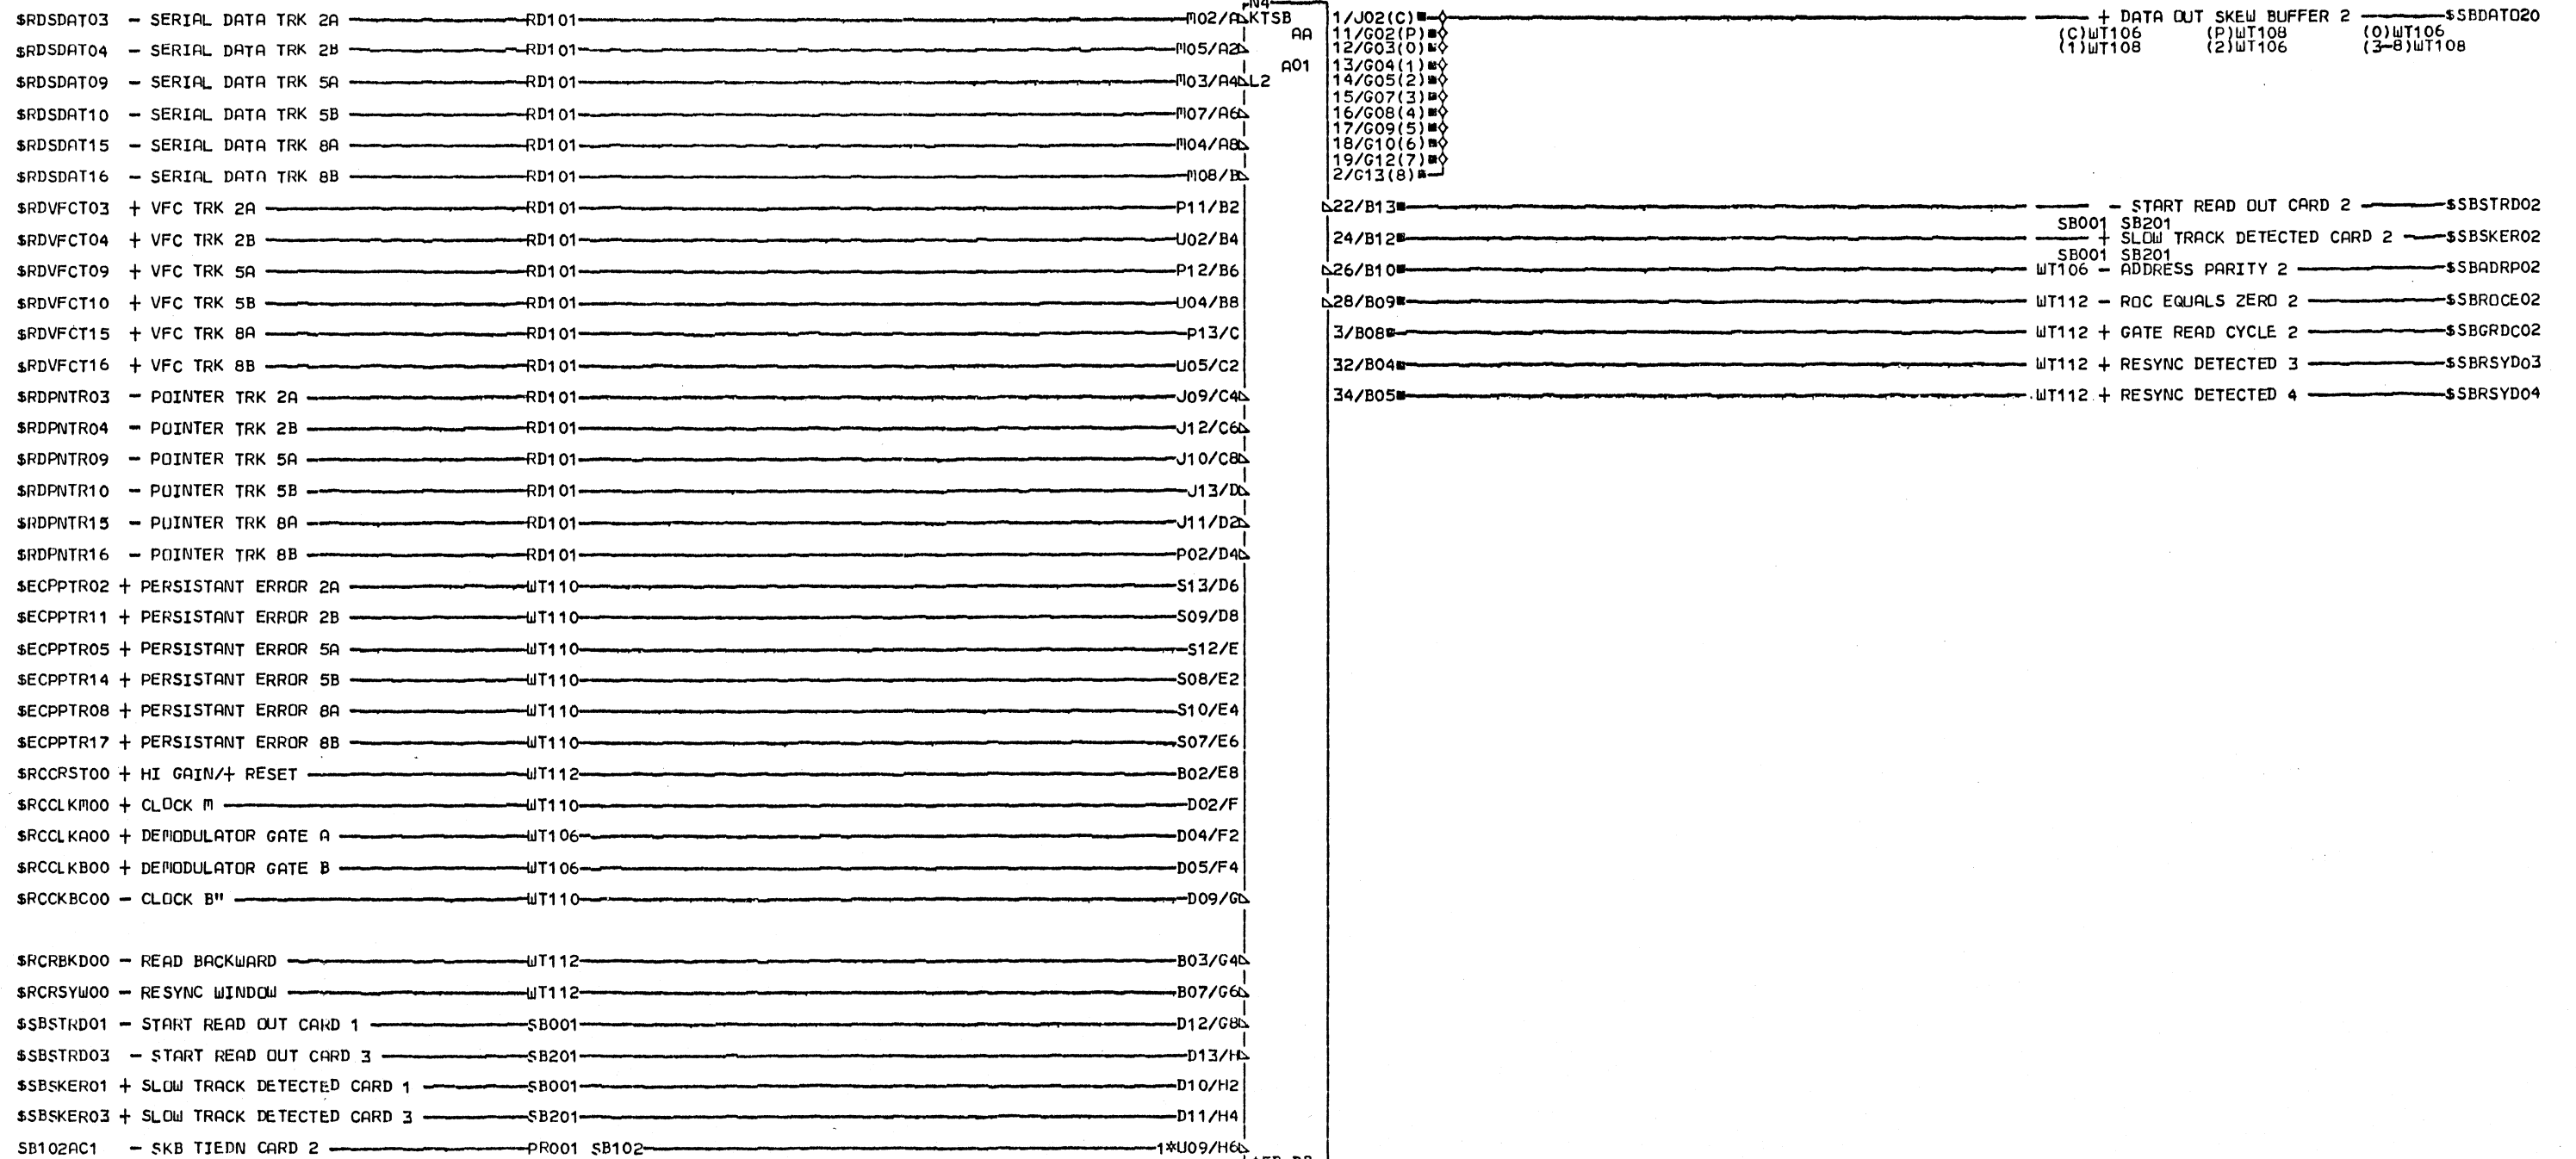 N4
$RDSDAT03 - SERIAL DATA TRK 2A RD101 M02/A KTSB 1/J02(C) + DATA OUT SKEW BUFFER 2 $SBDAT020
AA 11/G02(P) (C)WT106 (P)WT108 (0)WT106
$RDSDAT04 - SERIAL DATA TRK 2B RD101 M05/A2 12/G03(0) (1)WT108 (2)WT106 (3-8)WT108
A01 13/G04(1)
$RDSDAT09 - SERIAL DATA TRK 5A RD101 M03/A4 L2 14/G05(2)
15/G07(3)
$RDSDAT10 - SERIAL DATA TRK 5B RD101 M07/A6 16/G08(4)
17/G09(5)
$RDSDAT15 - SERIAL DATA TRK 8A RD101 M04/A8 18/G10(6)
19/G12(7)
$RDSDAT16 - SERIAL DATA TRK 8B RD101 M08/B 2/G13(8)
$RDVFCT03 + VFC TRK 2A RD101 P11/B2 22/B13 - START READ OUT CARD 2 $SBSTRD02
SB001 SB201
$RDVFCT04 + VFC TRK 2B RD101 U02/B4 24/B12 + SLOW TRACK DETECTED CARD 2 $SBSKER02
SB001 SB201
$RDVFCT09 + VFC TRK 5A RD101 P12/B6 26/B10 WT106 - ADDRESS PARITY 2 $SBADRP02
$RDVFCT10 + VFC TRK 5B RD101 U04/B8 28/B09 WT112 - ROC EQUALS ZERO 2 $SBROCE02
$RDVFCT15 + VFC TRK 8A RD101 P13/C 3/B08 WT112 + GATE READ CYCLE 2 $SBGRDC02
$RDVFCT16 + VFC TRK 8B RD101 U05/C2 32/B04 WT112 + RESYNC DETECTED 3 $SBRSYD03
$RDPNTR03 - POINTER TRK 2A RD101 J09/C4 34/B05 WT112 + RESYNC DETECTED 4 $SBRSYD04
$RDPNTR04 - POINTER TRK 2B RD101 J12/C6
$RDPNTR09 - POINTER TRK 5A RD101 J10/C8
$RDPNTR10 - POINTER TRK 5B RD101 J13/D
$RDPNTR15 - POINTER TRK 8A RD101 J11/D2
$RDPNTR16 - POINTER TRK 8B RD101 P02/D4
$ECPPTR02 + PERSISTANT ERROR 2A WT110 S13/D6
$ECPPTR11 + PERSISTANT ERROR 2B WT110 S09/D8
$ECPPTR05 + PERSISTANT ERROR 5A WT110 S12/E
$ECPPTR14 + PERSISTANT ERROR 5B WT110 S08/E2
$ECPPTR08 + PERSISTANT ERROR 8A WT110 S10/E4
$ECPPTR17 + PERSISTANT ERROR 8B WT110 S07/E6
$RCCRST00 + HI GAIN/+ RESET WT112 B02/E8
$RCCLKM00 + CLOCK M WT110 D02/F
$RCCLKA00 + DEMODULATOR GATE A WT106 D04/F2
$RCCLKB00 + DEMODULATOR GATE B WT106 D05/F4
$RCCKBC00 - CLOCK B" WT110 D09/G
$RCRBKD00 - READ BACKWARD WT112 B03/G4
$RCRSYW00 - RESYNC WINDOW WT112 B07/G6
$SBSTRD01 - START READ OUT CARD 1 SB001 D12/G8
$SBSTRD03 - START READ OUT CARD 3 SB201 D13/H
$SBSKER01 + SLOW TRACK DETECTED CARD 1 SB001 D10/H2
$SBSKER03 + SLOW TRACK DETECTED CARD 3 SB201 D11/H4
SB102AC1 - SKB TIEDN CARD 2 PR001 SB102 1*U09/H6